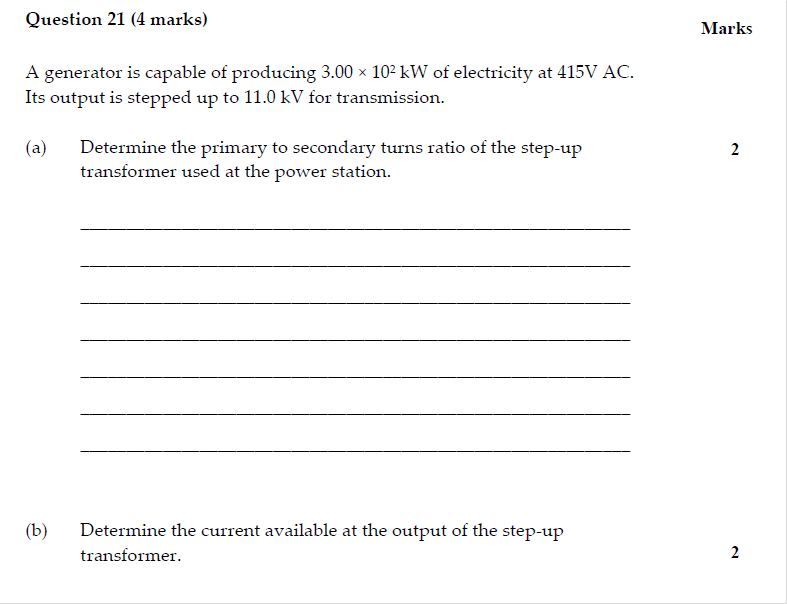 Question 21 (4 marks)
Marks
A generator is capable of producing 3.00 × 10² kW of electricity at 415V AC.
Its output is stepped up to 11.0 kV for transmission.
(a) Determine the primary to secondary turns ratio of the step-up 2
transformer used at the power station.
(b) Determine the current available at the output of the step-up
transformer. 2